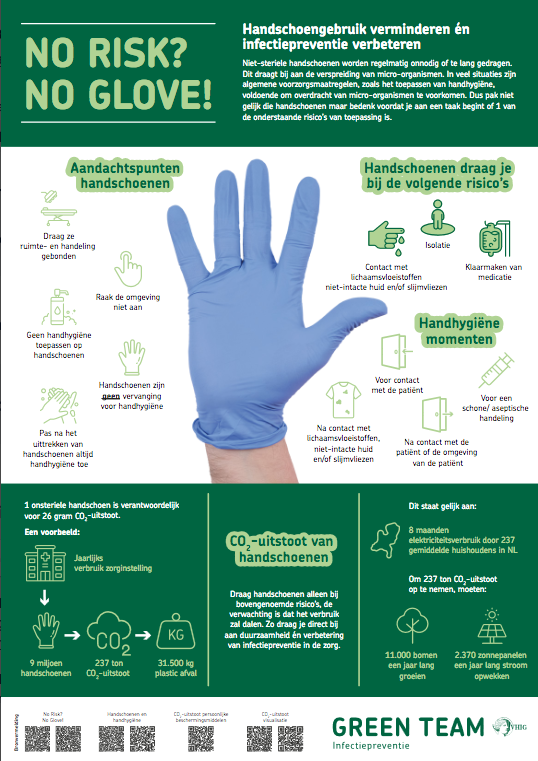 NO RISK?
NO GLOVE!
Handschoengebruik verminderen én
infectiepreventie verbeteren
Niet-steriele handschoenen worden regelmatig onnodig of te lang gedragen.
Dit draagt bij aan de verspreiding van micro-organismen. In veel situaties zijn
algemene voorzorgsmaatregelen, zoals het toepassen van handhygiëne,
voldoende om overdracht van micro-organismen te voorkomen. Dus pak niet
gelijk die handschoenen maar bedenk voordat je aan een taak begint of 1 van
de onderstaande risico's van toepassing is.
Aandachtspunten
handschoenen
Draag ze
ruimte- en handeling
gebonden
Raak de omgeving
niet aan
Geen handhygiëne
toepassen op
handschoenen
Handschoenen zijn
geen vervanging
voor handhygiëne
Pas na het
uittrekken van
handschoenen altijd
handhygiëne toe
Handschoenen draag je
bij de volgende risico's
Isolatie
Contact met
lichaamsvloeistoffen
niet-intacte huid en/of slijmvliezen
Klaarmaken van
medicatie
Handhygiëne
momenten
Voor contact
met de patiënt
Voor een
schone/ aseptische
handeling
Na contact met
lichaamsvloeistoffen,
niet-intacte huid
en/of slijmvliezen
Na contact met de
patiënt of de omgeving
van de patiënt
1 onsteriele handschoen is verantwoordelijk
voor 26 gram CO₂-uitstoot.
Een voorbeeld:
Jaarlijks
verbruik zorginstelling
CO₂
KG
9 miljoen
handschoenen
237 ton
CO₂-uitstoot
31.500 kg
plastic afval
CO₂-uitstoot van
handschoenen
Draag handschoenen alleen bij
bovengenoemde risico's, de
verwachting is dat het verbruik
zal dalen. Zo draag je direct bij
aan duurzaamheid én verbetering
van infectiepreventie in de zorg.
Dit staat gelijk aan:
8 maanden
elektriciteitsverbruik door 237
gemiddelde huishoudens in NL
Om 237 ton CO₂-uitstoot
op te nemen, moeten:
11.000 bomen
een jaar lang
groeien
2.370 zonnepanelen
een jaar lang stroom
opwekken
Bronvermelding
No Risk?
No Glove!
Handschoenen en
handhygiëne
CO₂-uitstoot persoonlijke
beschermingsmiddelen
CO₂-uitstoot
visualisatie
GREEN TEAM
Infectiepreventie
VHIG